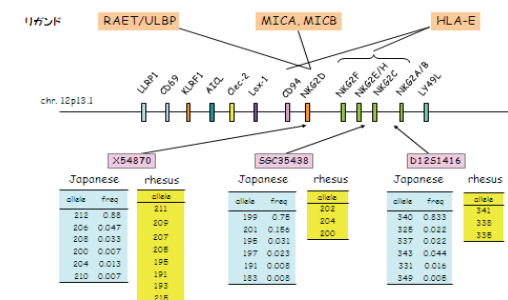 リガンド
RAET/ULBP
MICA, MICB
HLA-E
LLRP1
CD69
KLRF1
AICL
Clec-2
Lox-1
CD94
NKG2D
NKG2F
NKG2E/H
NKG2C
NKG2A/B
LY49L
chr. 12p13.1
X54870
Japanese
allele freq
212 0.88
206 0.047
208 0.033
200 0.007
204 0.013
210 0.007
rhesus
allele
211
209
207
205
195
191
193
215
SGC35438
Japanese
allele freq
199 0.75
201 0.156
195 0.031
197 0.023
191 0.008
183 0.008
rhesus
allele
202
204
200
D12S1416
Japanese
allele freq
340 0.833
325 0.022
337 0.022
343 0.044
331 0.016
349 0.005
rhesus
allele
341
338
335